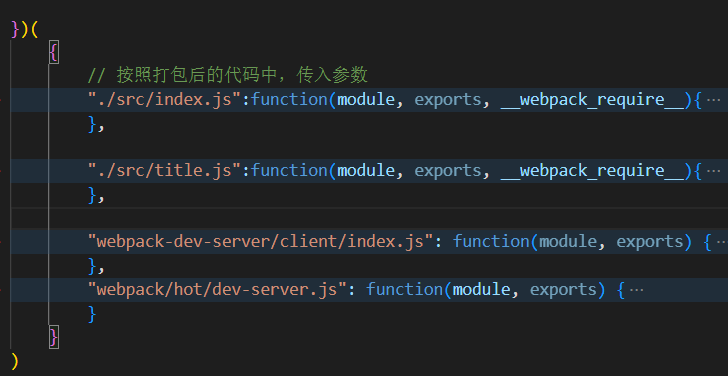 })(
{
// 按照打包后的代码中，传入参数
"./src/index.js":function(module, exports, __webpack_require__){…
},
"./src/title.js":function(module, exports, __webpack_require__){…
},
"webpack-dev-server/client/index.js": function(module, exports) {…
},
"webpack/hot/dev-server.js": function(module, exports) {…
}
}
)